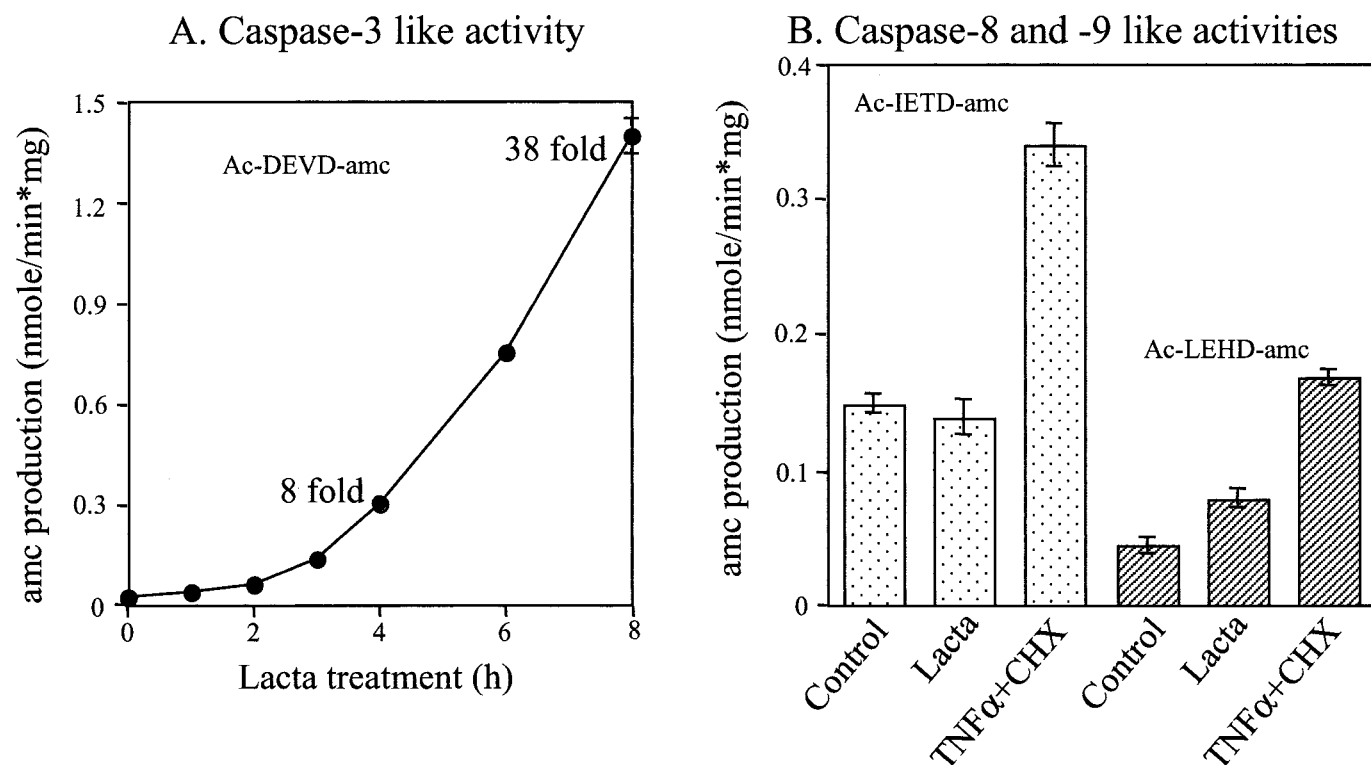 A. Caspase-3 like activity
amc production (nmole/min*mg)
1.5
1.2
0.9
0.6
0.3
0
Ac-DEVD-amc
38 fold
8 fold
0
2
4
6
8
Lacta treatment (h)
B. Caspase-8 and -9 like activities
amc production (nmole/min*mg)
0.4
0.3
0.2
0.1
0
Ac-IETD-amc
Ac-LEHD-amc
Control
Lacta
TNFα+CHX
Control
Lacta
TNFα+CHX